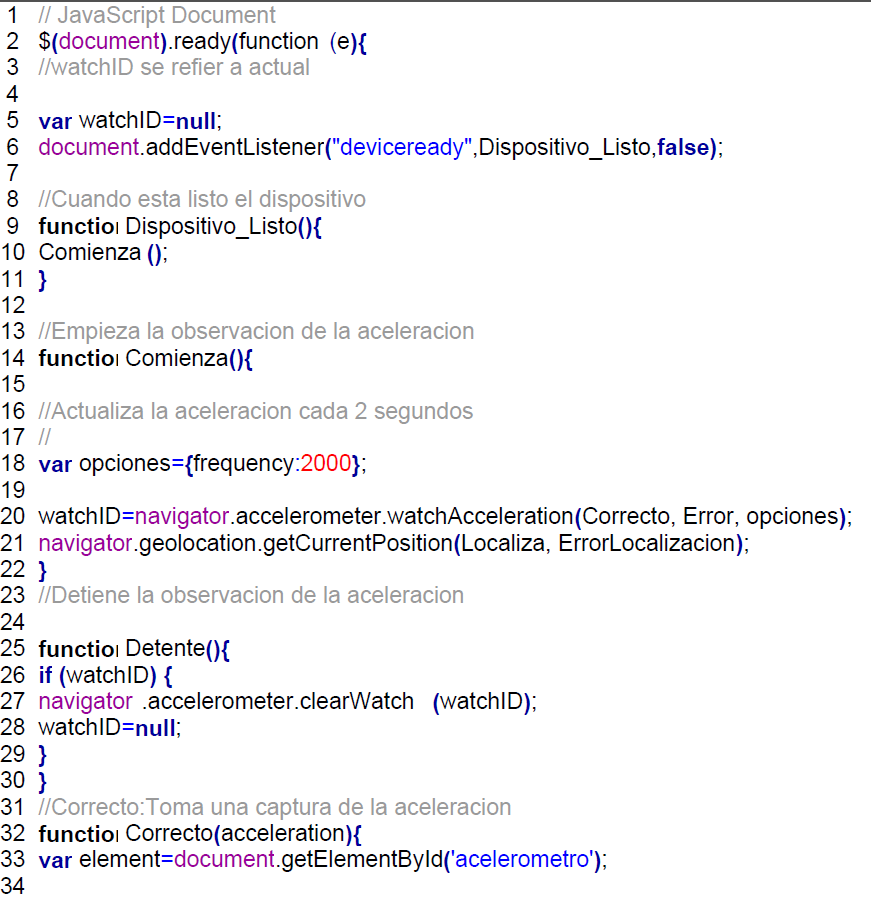 1 // JavaScript Document
2 $(document).ready(function (e){
3 //watchID se refier a actual
4
5 var watchID=null;
6 document.addEventListener("deviceready",Dispositivo_Listo,false);
7
8 //Cuando esta listo el dispositivo
9 function Dispositivo_Listo(){
10 Comienza ();
11 }
12
13 //Empieza la observacion de la aceleracion
14 function Comienza(){
15
16 //Actualiza la aceleracion cada 2 segundos
17 //
18 var opciones={frequency:2000};
19
20 watchID=navigator.accelerometer.watchAcceleration(Correcto, Error, opciones);
21 navigator.geolocation.getCurrentPosition(Localiza, ErrorLocalizacion);
22 }
23 //Detiene la observacion de la aceleracion
24
25 function Detente(){
26 if (watchID) {
27 navigator .accelerometer.clearWatch (watchID);
28 watchID=null;
29 }
30 }
31 //Correcto:Toma una captura de la aceleracion
32 function Correcto(acceleration){
33 var element=document.getElementById('acelerometro');
34